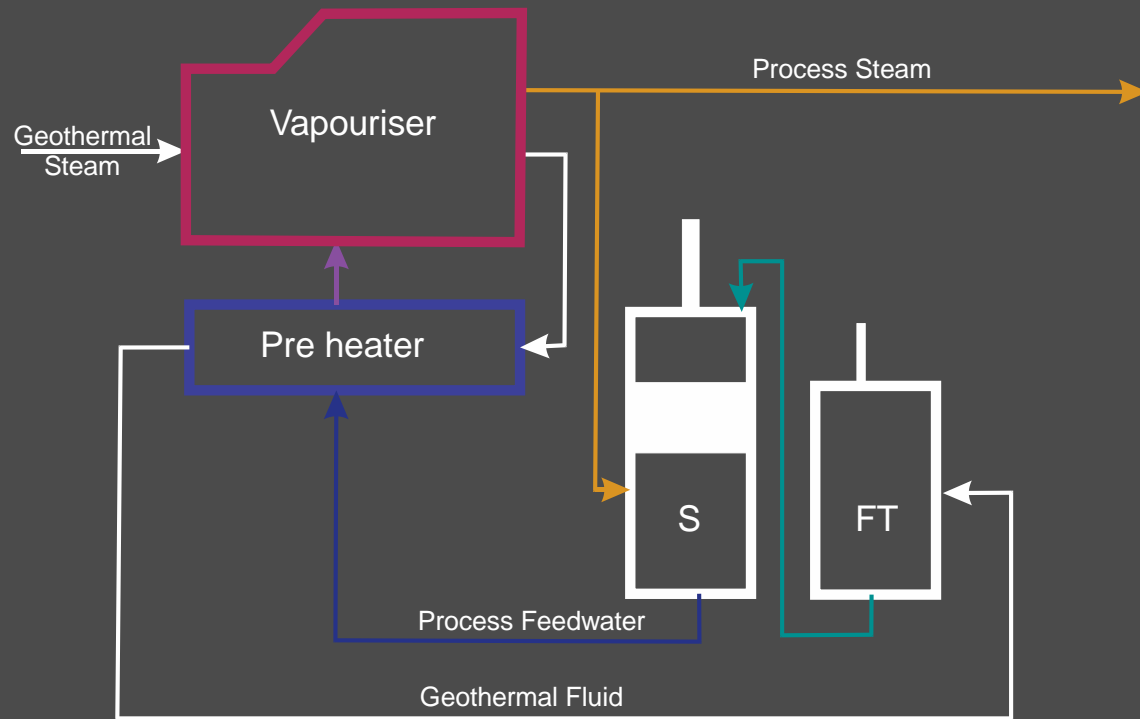 Process Steam
Vapouriser
Geothermal
Steam
Pre heater
S
FT
Process Feedwater
Geothermal Fluid